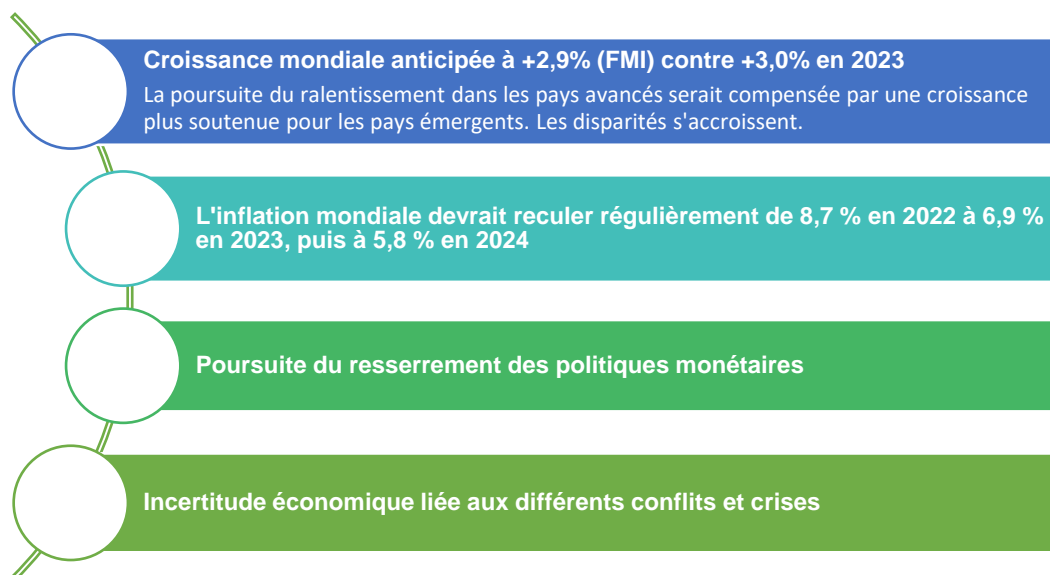 Croissance mondiale anticipée à +2,9% (FMI) contre +3,0% en 2023
La poursuite du ralentissement dans les pays avancés serait compensée par une croissance
plus soutenue pour les pays émergents. Les disparités s'accroissent.
L'inflation mondiale devrait reculer régulièrement de 8,7 % en 2022 à 6,9 %
en 2023, puis à 5,8 % en 2024
Poursuite du resserrement des politiques monétaires
Incertitude économique liée aux différents conflits et crises